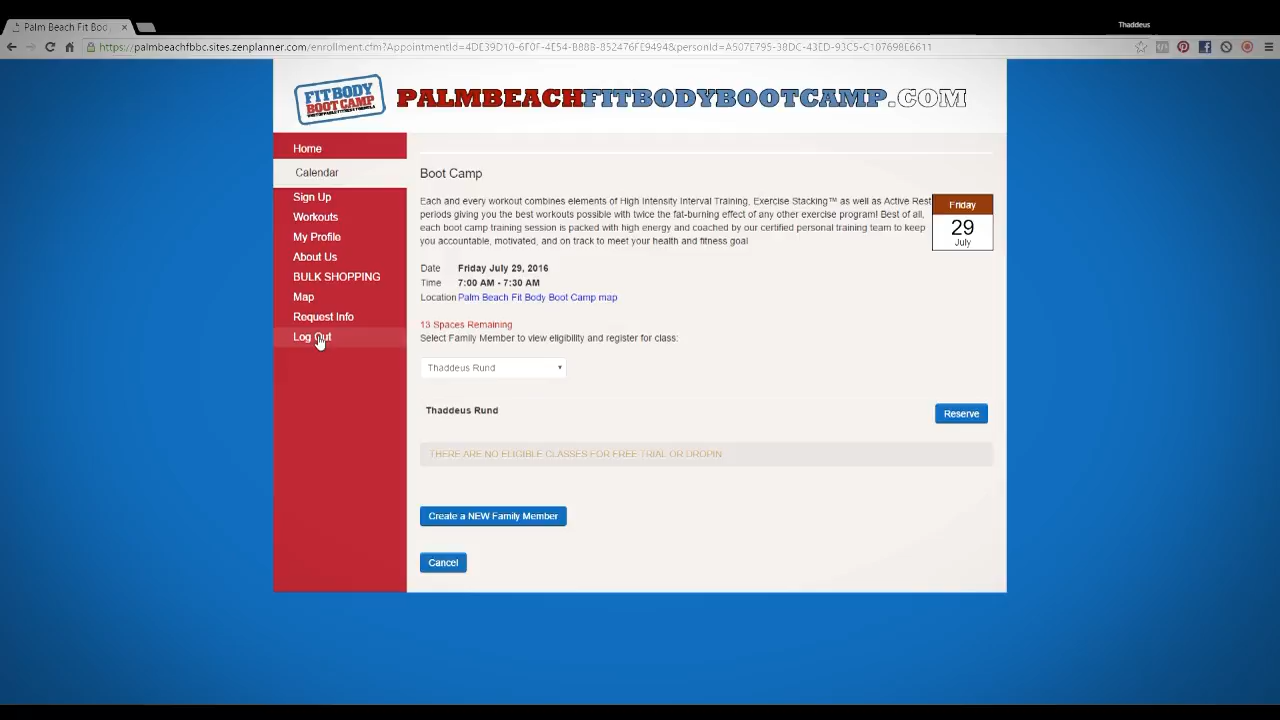 Thaddeus
Palm Beach Fit Bod
https://palmbeachfbbc.sites.zenplanner.com/enrollment.cfm?AppointmentId=4DE39D10-6F0F-4E54-B88B-852476FE9494&personId=A507E795-38DC-43ED-93C5-C107698E6611
FIT BODY
BOOT CAMP
PALMBEACHFITBODYBOOTCAMP.COM
Home
Calendar
Sign Up
Workouts
My Profile
About Us
BULK SHOPPING
Map
Request Info
Log Out
Boot Camp
Each and every workout combines elements of High Intensity Interval Training, Exercise Stacking™ as well as Active Rest
periods giving you the best workouts possible with twice the fat-burning effect of any other exercise program! Best of all,
each boot camp training session is packed with high energy and coached by our certified personal training team to keep
you accountable, motivated, and on track to meet your health and fitness goal
Friday
29
July
Date Friday July 29, 2016
Time 7:00 AM - 7:30 AM
Location Palm Beach Fit Body Boot Camp map
13 Spaces Remaining
Select Family Member to view eligibility and register for class:
Thaddeus Rund
Thaddeus Rund
Reserve
THERE ARE NO ELIGIBLE CLASSES FOR FREE TRIAL OR DROPIN
Create a NEW Family Member
Cancel